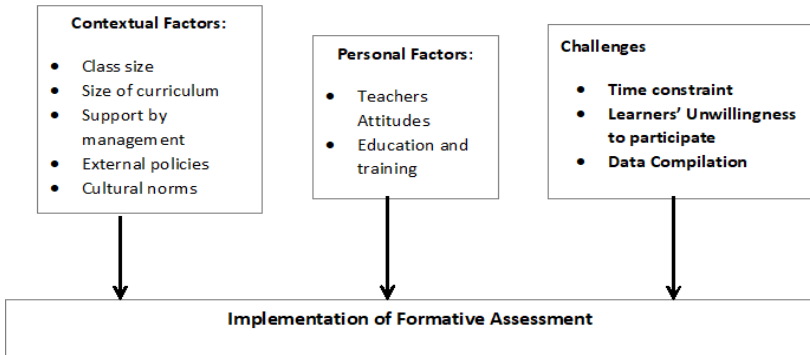 Contextual Factors:
• Class size
• Size of curriculum
• Support by
management
• External policies
• Cultural norms
Personal Factors:
• Teachers
Attitudes
• Education and
training
Challenges
• Time constraint
• Learners’ Unwillingness
to participate
• Data Compilation
Implementation of Formative Assessment